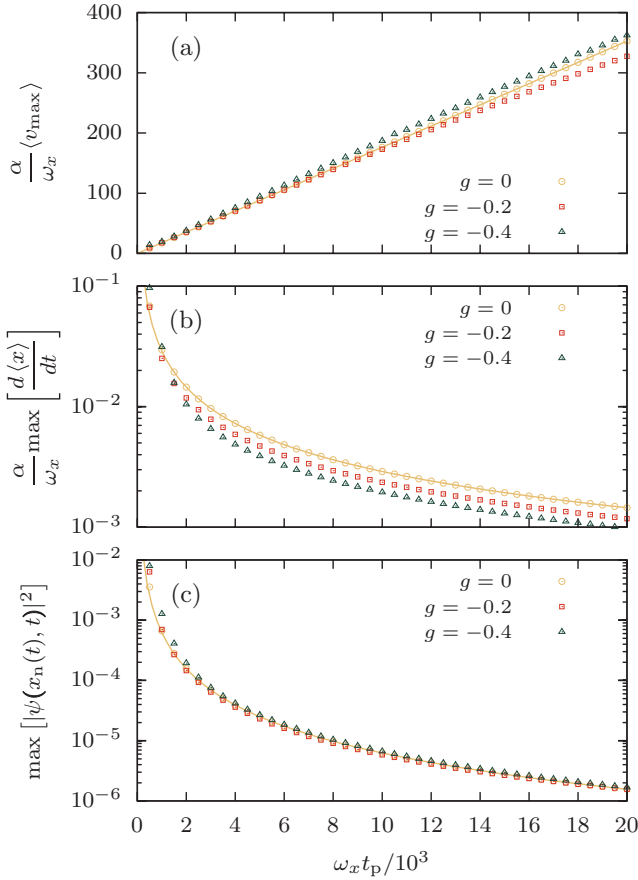 400
300
200
100
0
(a)
α/ω_x ⟨v_max⟩
g = 0
g = −0.2
g = −0.4
10^−1
10^−2
10^−3
(b)
α/ω_x max [d⟨x⟩/dt]
g = 0
g = −0.2
g = −0.4
10^−2
10^−3
10^−4
10^−5
10^−6
(c)
max [|ψ(x_n(t), t)|^2]
g = 0
g = −0.2
g = −0.4
0 2 4 6 8 10 12 14 16 18 20
ω_x t_p/10^3